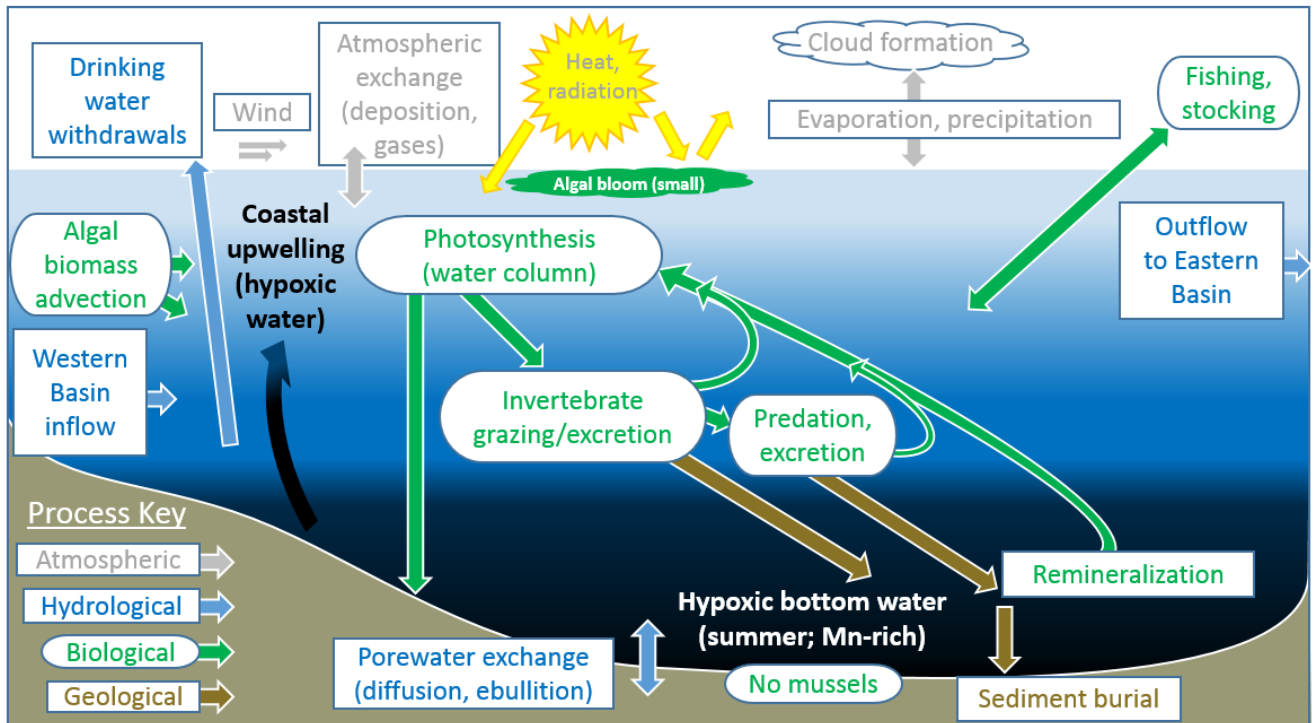 Drinking
water
withdrawals
Wind
Atmospheric
exchange
(deposition,
gases)
Heat,
radiation
Cloud formation
Evaporation, precipitation
Fishing,
stocking
Algal bloom (small)
Algal
biomass
advection
Coastal
upwelling
(hypoxic
water)
Photosynthesis
(water column)
Outflow
to Eastern
Basin
Western
Basin
inflow
Invertebrate
grazing/excretion
Predation,
excretion
Process Key
Atmospheric
Hydrological
Biological
Geological
Remineralization
Hypoxic bottom water
(summer; Mn-rich)
Porewater exchange
(diffusion, ebullition)
No mussels
Sediment burial